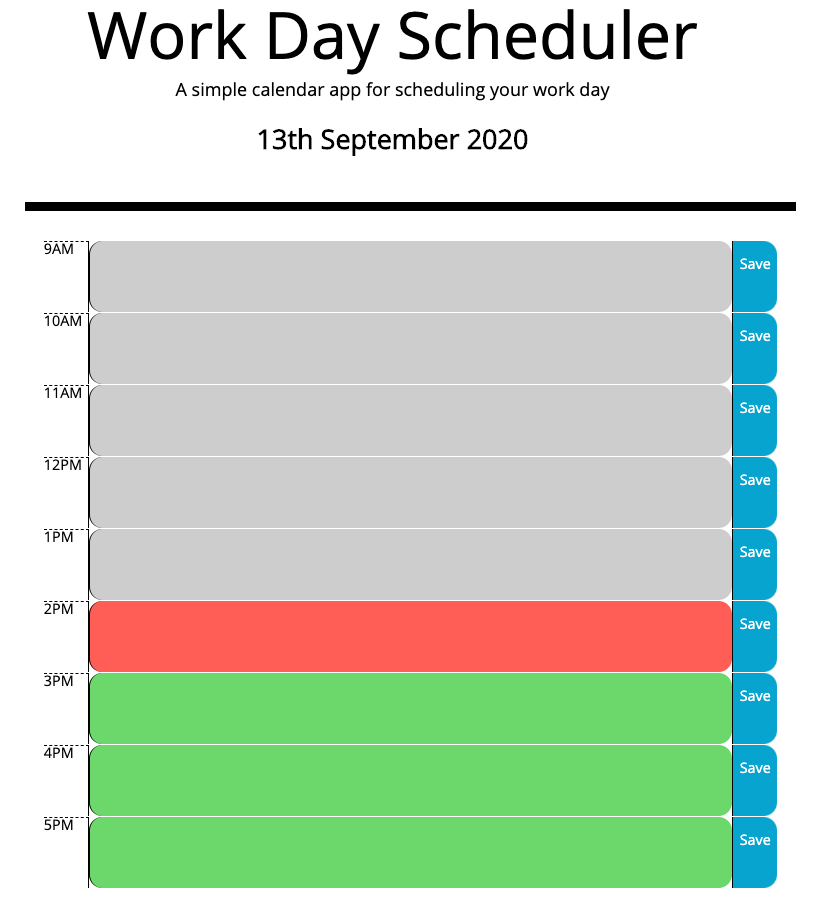 Work Day Scheduler
A simple calendar app for scheduling your work day
13th September 2020
9AM Save
10AM Save
11AM Save
12PM Save
1PM Save
2PM Save
3PM Save
4PM Save
5PM Save